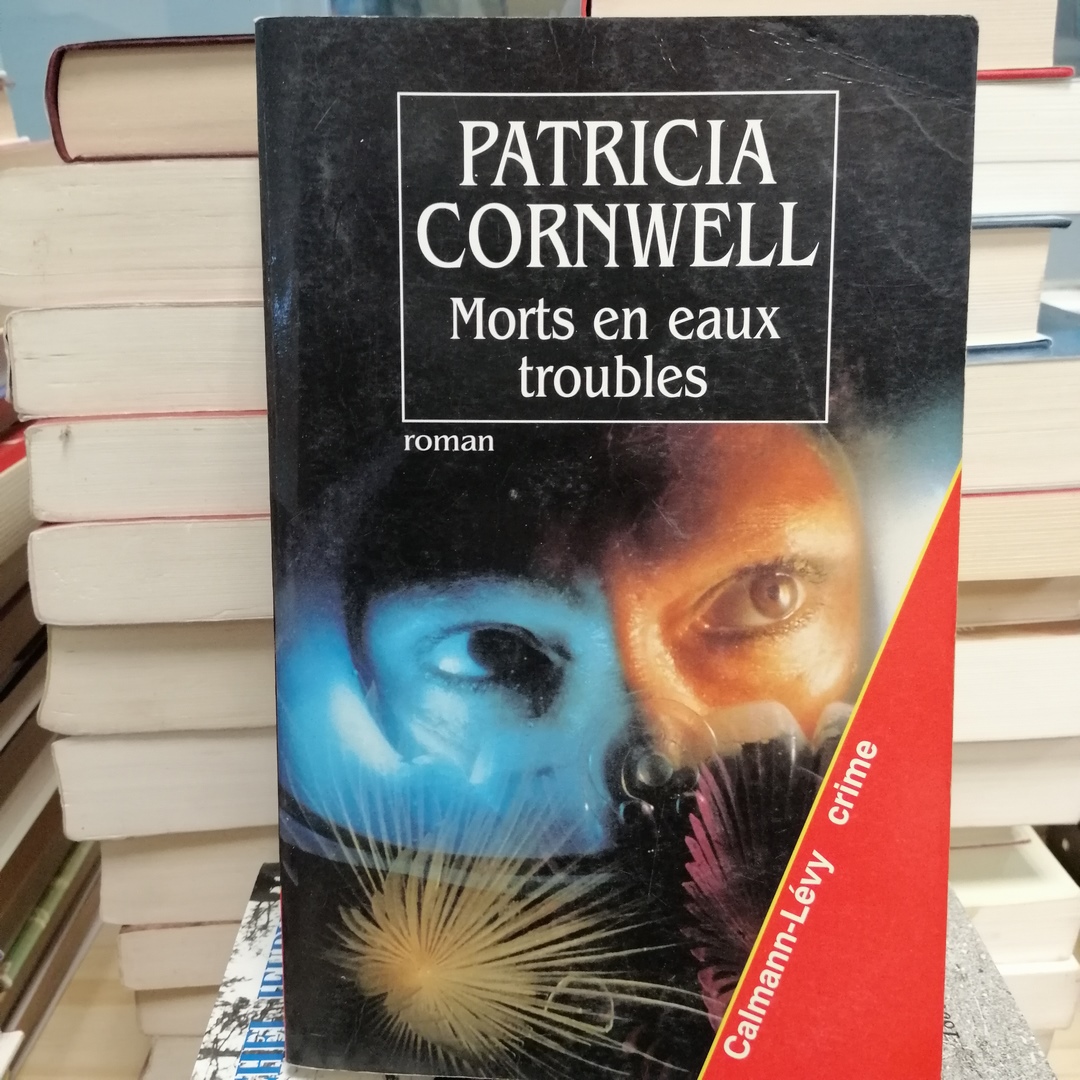 PATRICIA
CORNWELL
Morts en eaux
troubles
roman
Calmann-Lévy crime